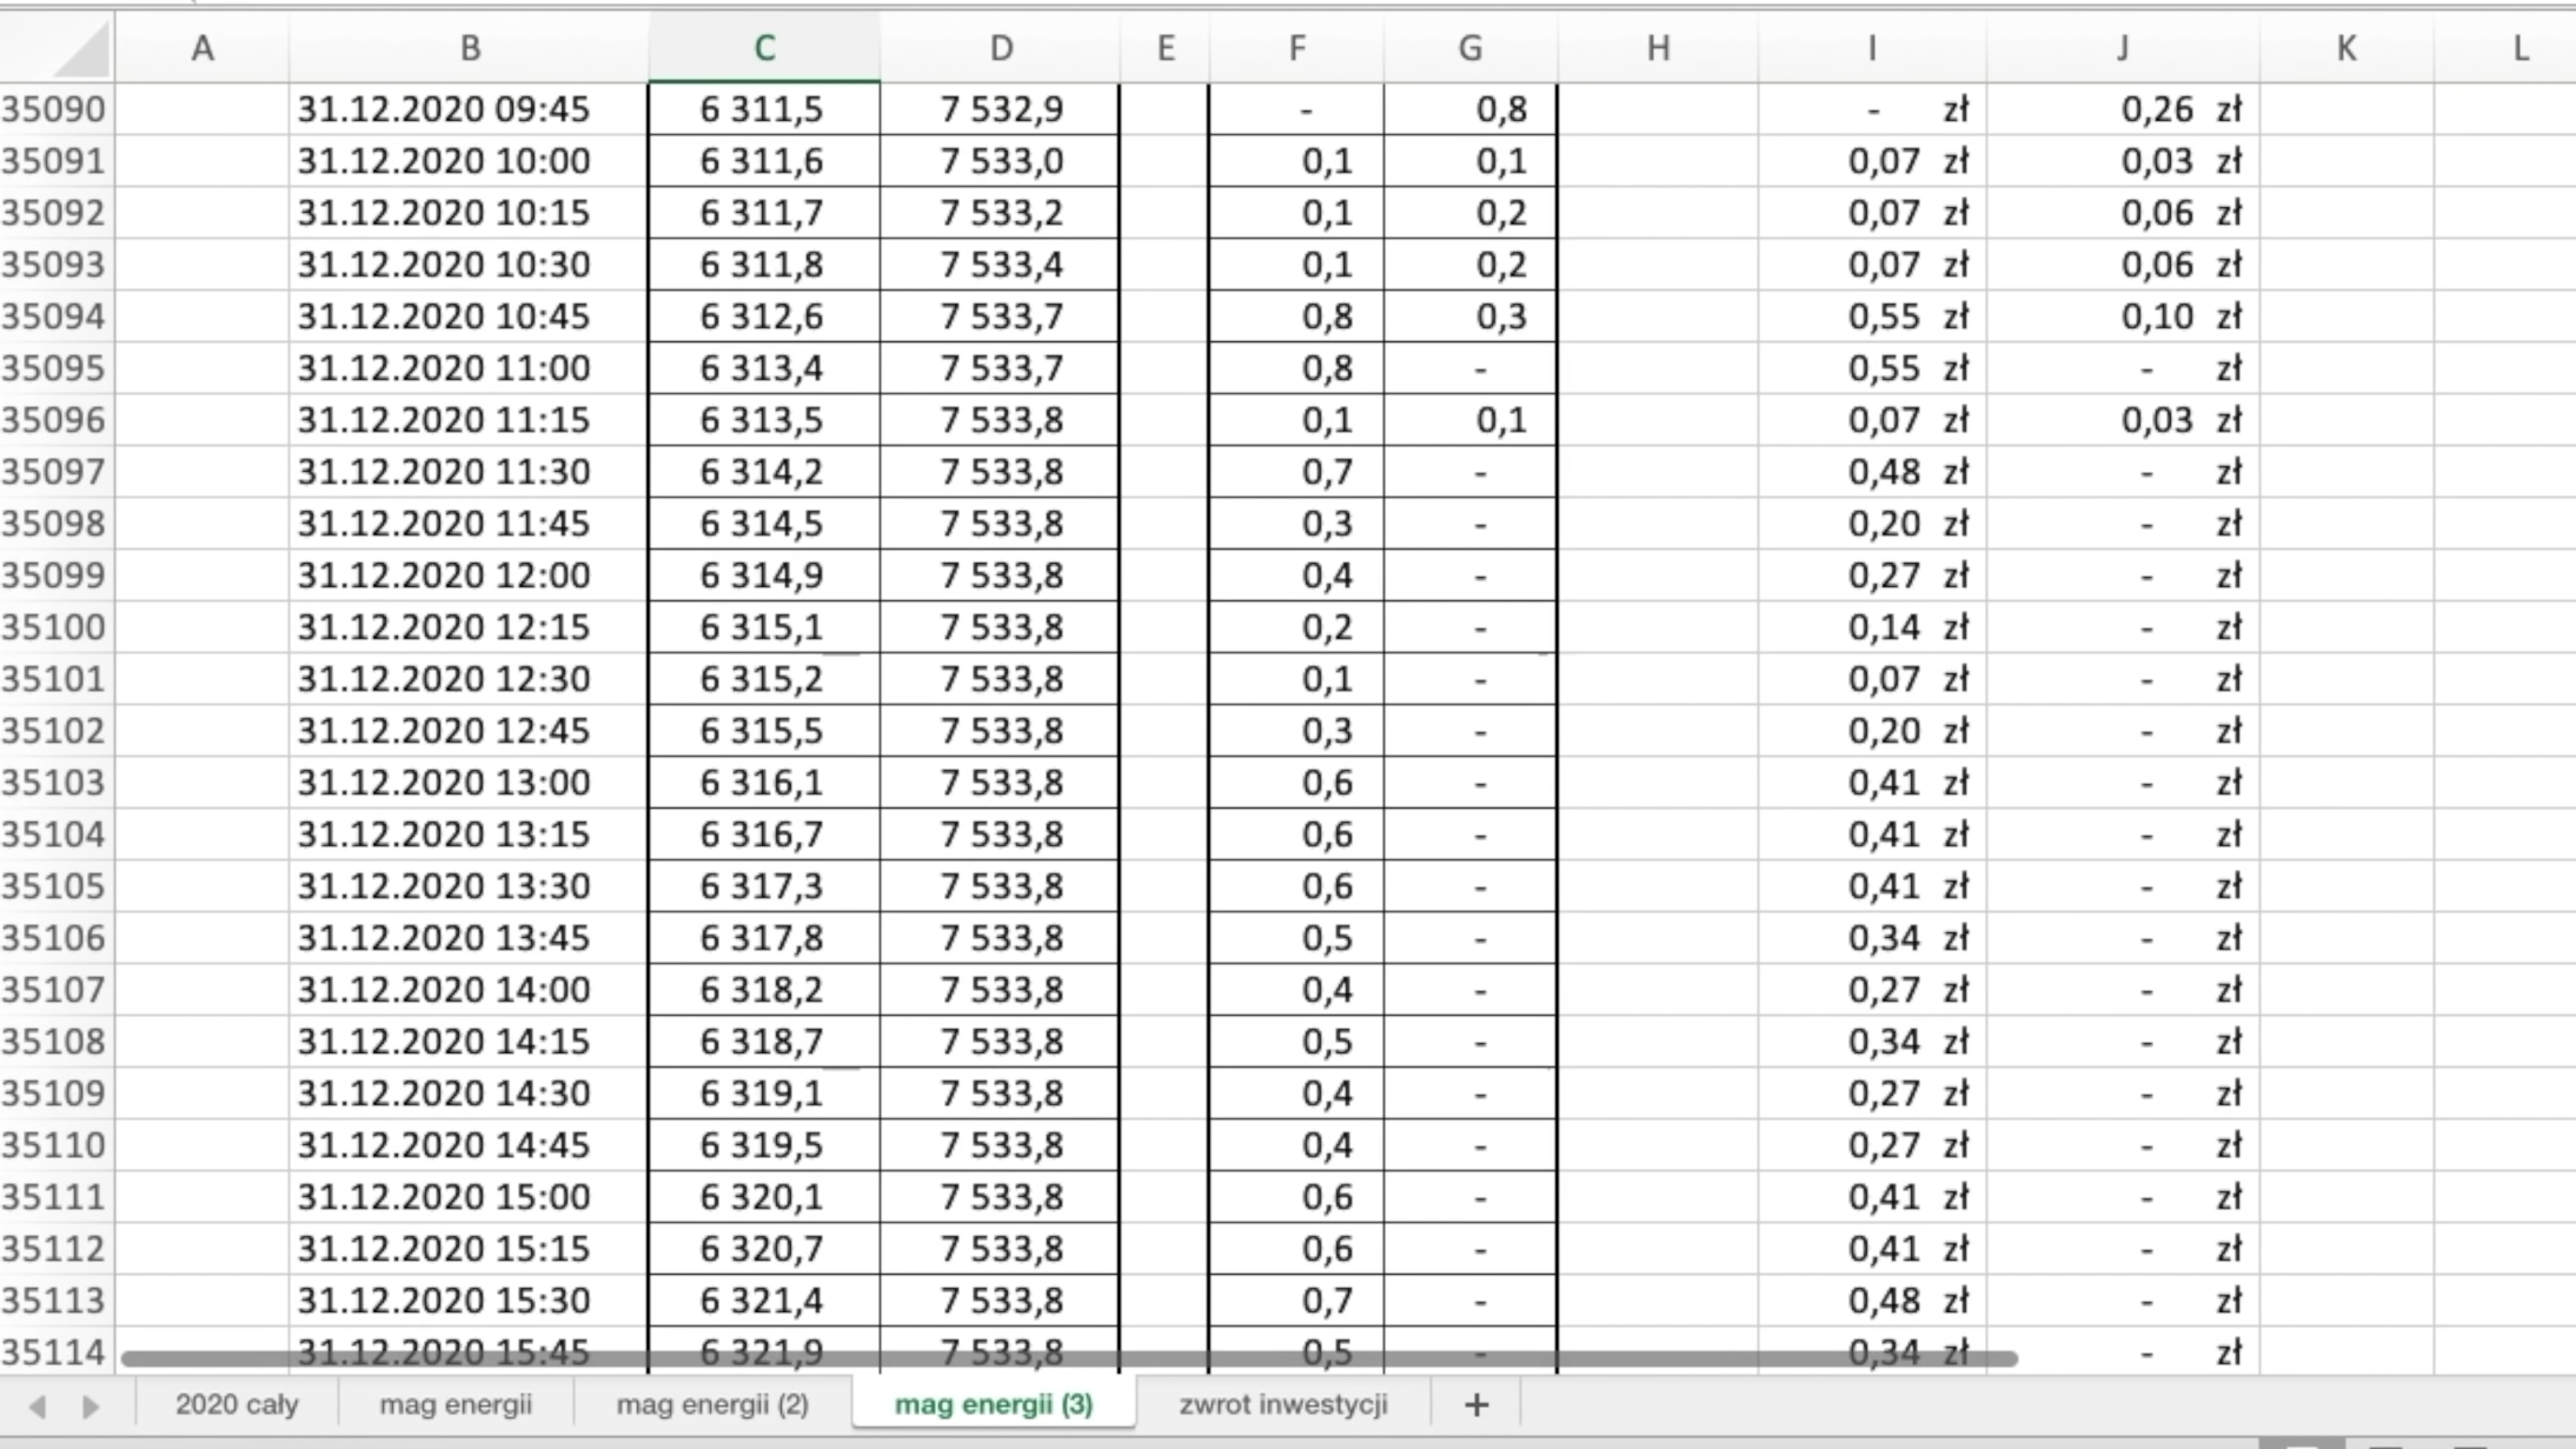 A B C D E F G H I J K L
35090 31.12.2020 09:45 6 311,5 7 532,9 - 0,8 - zł 0,26 zł
35091 31.12.2020 10:00 6 311,6 7 533,0 0,1 0,1 0,07 zł 0,03 zł
35092 31.12.2020 10:15 6 311,7 7 533,2 0,1 0,2 0,07 zł 0,06 zł
35093 31.12.2020 10:30 6 311,8 7 533,4 0,1 0,2 0,07 zł 0,06 zł
35094 31.12.2020 10:45 6 312,6 7 533,7 0,8 0,3 0,55 zł 0,10 zł
35095 31.12.2020 11:00 6 313,4 7 533,7 0,8 - 0,55 zł - zł
35096 31.12.2020 11:15 6 313,5 7 533,8 0,1 0,1 0,07 zł 0,03 zł
35097 31.12.2020 11:30 6 314,2 7 533,8 0,7 - 0,48 zł - zł
35098 31.12.2020 11:45 6 314,5 7 533,8 0,3 - 0,20 zł - zł
35099 31.12.2020 12:00 6 314,9 7 533,8 0,4 - 0,27 zł - zł
35100 31.12.2020 12:15 6 315,1 7 533,8 0,2 - 0,14 zł - zł
35101 31.12.2020 12:30 6 315,2 7 533,8 0,1 - 0,07 zł - zł
35102 31.12.2020 12:45 6 315,5 7 533,8 0,3 - 0,20 zł - zł
35103 31.12.2020 13:00 6 316,1 7 533,8 0,6 - 0,41 zł - zł
35104 31.12.2020 13:15 6 316,7 7 533,8 0,6 - 0,41 zł - zł
35105 31.12.2020 13:30 6 317,3 7 533,8 0,6 - 0,41 zł - zł
35106 31.12.2020 13:45 6 317,8 7 533,8 0,5 - 0,34 zł - zł
35107 31.12.2020 14:00 6 318,2 7 533,8 0,4 - 0,27 zł - zł
35108 31.12.2020 14:15 6 318,7 7 533,8 0,5 - 0,34 zł - zł
35109 31.12.2020 14:30 6 319,1 7 533,8 0,4 - 0,27 zł - zł
35110 31.12.2020 14:45 6 319,5 7 533,8 0,4 - 0,27 zł - zł
35111 31.12.2020 15:00 6 320,1 7 533,8 0,6 - 0,41 zł - zł
35112 31.12.2020 15:15 6 320,7 7 533,8 0,6 - 0,41 zł - zł
35113 31.12.2020 15:30 6 321,4 7 533,8 0,7 - 0,48 zł - zł
35114 31.12.2020 15:45 6 321,9 7 533,8 0,5 - 0,34 zł - zł
2020 cały mag energii mag energii (2) mag energii (3) zwrot inwestycji +